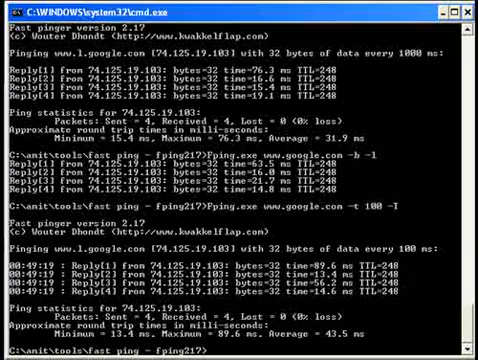 C:\WINDOWS\system32\cmd.exe
Fast pinger version 2.17
(c) Wouter Dhondt (http://www.kwakkelflap.com)
Pinging www.l.google.com [74.125.19.103] with 32 bytes of data every 1000 ms:
Reply[1] from 74.125.19.103: bytes=32 time=76.3 ms TTL=248
Reply[2] from 74.125.19.103: bytes=32 time=16.6 ms TTL=248
Reply[3] from 74.125.19.103: bytes=32 time=15.4 ms TTL=248
Reply[4] from 74.125.19.103: bytes=32 time=19.1 ms TTL=248
Ping statistics for 74.125.19.103:
Packets: Sent = 4, Received = 4, Lost = 0 (0% loss)
Approximate round trip times in milli-seconds:
Minimum = 15.4 ms, Maximum = 76.3 ms, Average = 31.9 ms
C:\amit\tools\fast ping - fping217>Fping.exe www.google.com -b -l
Reply[1] from 74.125.19.103: bytes=32 time=63.5 ms TTL=248
Reply[2] from 74.125.19.103: bytes=32 time=16.0 ms TTL=248
Reply[3] from 74.125.19.103: bytes=32 time=21.7 ms TTL=248
Reply[4] from 74.125.19.103: bytes=32 time=14.8 ms TTL=248
C:\amit\tools\fast ping - fping217>Fping.exe www.google.com -t 100 -I
Fast pinger version 2.17
(c) Wouter Dhondt (http://www.kwakkelflap.com)
Pinging www.l.google.com [74.125.19.103] with 32 bytes of data every 100 ms:
00:49:19 : Reply[1] from 74.125.19.103: bytes=32 time=89.6 ms TTL=248
00:49:19 : Reply[2] from 74.125.19.103: bytes=32 time=13.4 ms TTL=248
00:49:19 : Reply[3] from 74.125.19.103: bytes=32 time=56.2 ms TTL=248
00:49:19 : Reply[4] from 74.125.19.103: bytes=32 time=14.6 ms TTL=248
Ping statistics for 74.125.19.103:
Packets: Sent = 4, Received = 4, Lost = 0 (0% loss)
Approximate round trip times in milli-seconds:
Minimum = 13.4 ms, Maximum = 89.6 ms, Average = 43.5 ms
C:\amit\tools\fast ping - fping217>